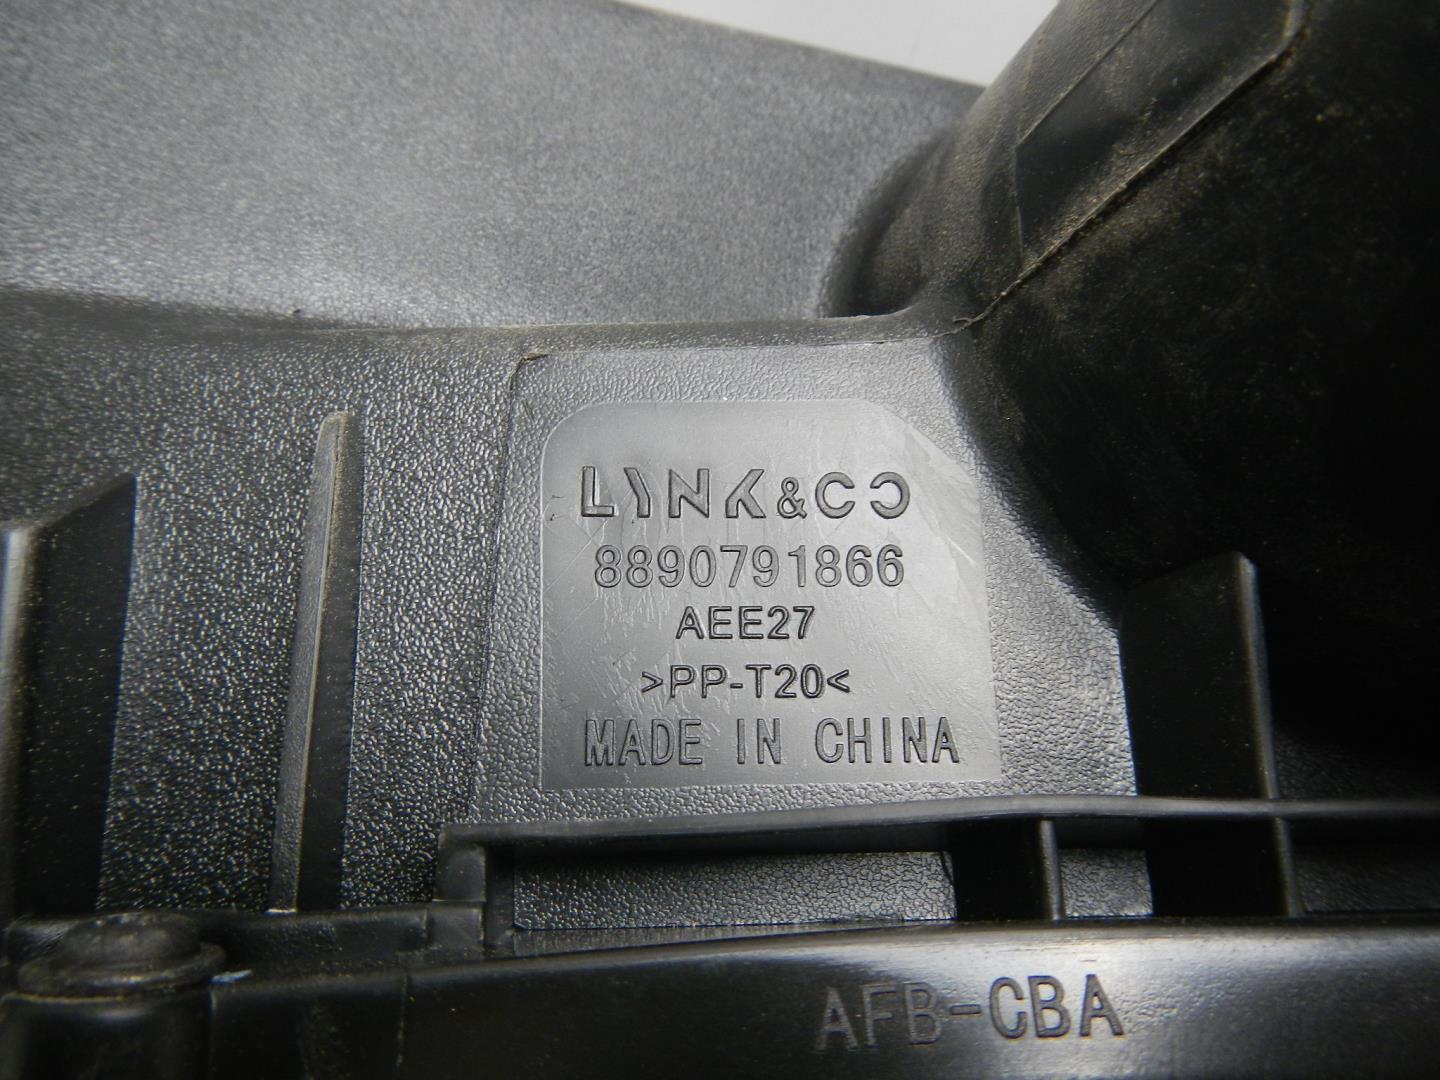 LYNK&CO
8890791866
AEE27
>PP-T20<
MADE IN CHINA
AFB-CBA